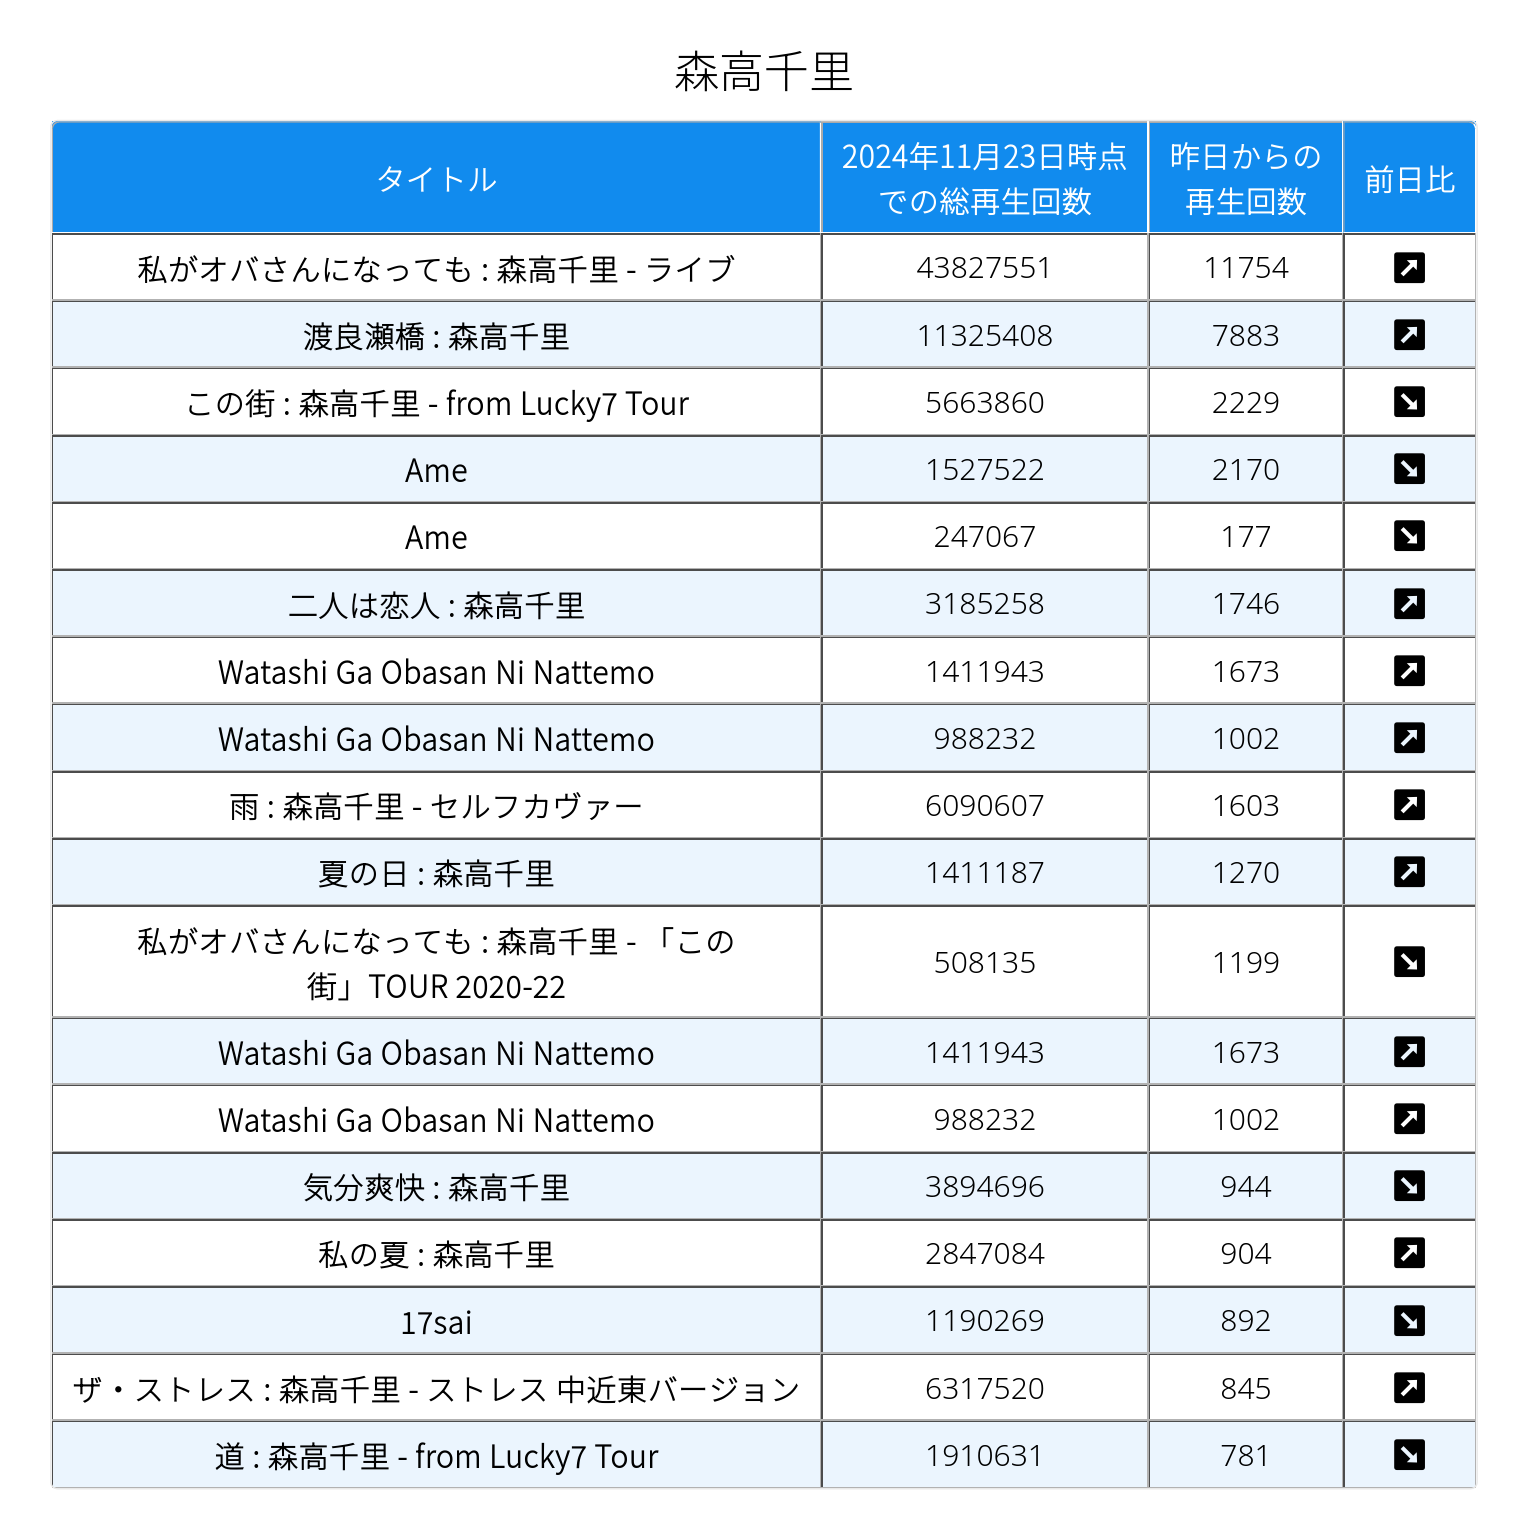 森高千里
タイトル
2024年11月23日時点
での総再生回数
昨日からの
再生回数
前日比
私がオバさんになっても : 森高千里 - ライブ 43827551 11754 ↗
渡良瀬橋 : 森高千里 11325408 7883 ↗
この街 : 森高千里 - from Lucky7 Tour 5663860 2229 ↘
Ame 1527522 2170 ↘
Ame 247067 177 ↘
二人は恋人 : 森高千里 3185258 1746 ↗
Watashi Ga Obasan Ni Nattemo 1411943 1673 ↗
Watashi Ga Obasan Ni Nattemo 988232 1002 ↗
雨 : 森高千里 - セルフカヴァー 6090607 1603 ↗
夏の日 : 森高千里 1411187 1270 ↗
私がオバさんになっても : 森高千里 - 「この
街」TOUR 2020-22 508135 1199 ↘
Watashi Ga Obasan Ni Nattemo 1411943 1673 ↗
Watashi Ga Obasan Ni Nattemo 988232 1002 ↗
気分爽快 : 森高千里 3894696 944 ↘
私の夏 : 森高千里 2847084 904 ↗
17sai 1190269 892 ↘
ザ・ストレス : 森高千里 - ストレス 中近東バージョン 6317520 845 ↗
道 : 森高千里 - from Lucky7 Tour 1910631 781 ↘